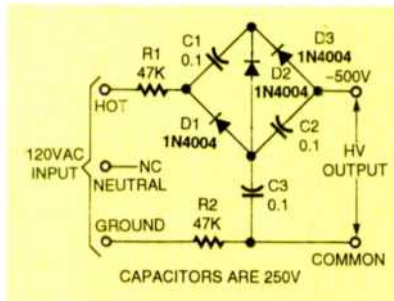 C1
0.1
D3
1N4004
R1
47K
D2
1N4004
–500V
HOT
D1
1N4004
C2
0.1
120VAC
INPUT
NC
NEUTRAL
HV
OUTPUT
C3
0.1
R2
47K
GROUND
COMMON
CAPACITORS ARE 250V